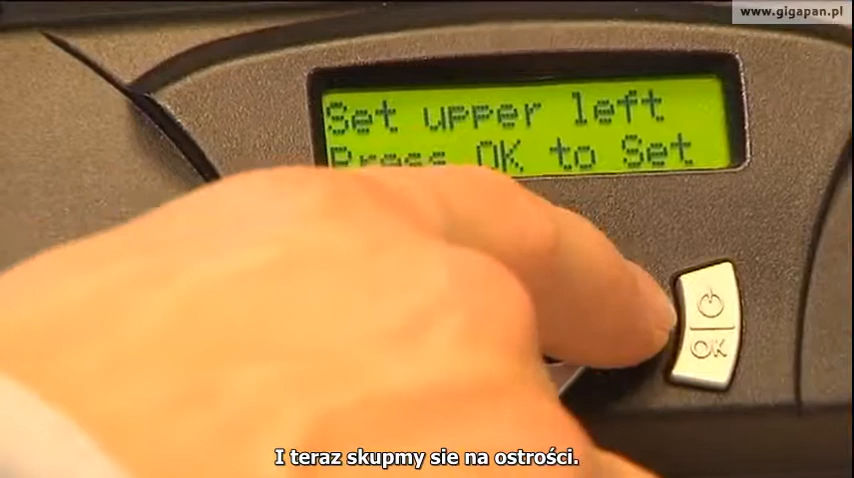 www.gigapan.pl
Set upper left
Press OK to Set
OK
I teraz skupmy sie na ostrości.